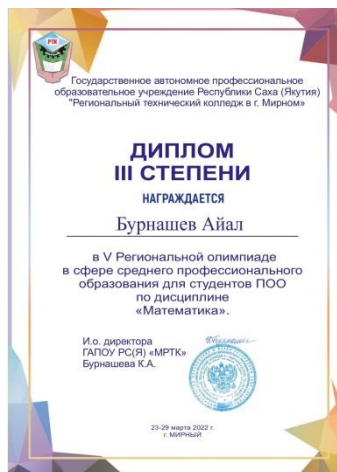 РТК
Государственное автономное профессиональное
образовательное учреждение Республики Саха (Якутия)
"Региональный технический колледж в г. Мирном»
ДИПЛОМ
III СТЕПЕНИ
НАГРАЖДАЕТСЯ
Бурнашев Айал
в V Региональной олимпиаде
в сфере среднего профессионального
образования для студентов ПОО
по дисциплине
«Математика».
И.о. директора
ГАПОУ РС(Я) «МРТК»
Бурнашева К.А.
23-29 марта 2022 г.
г. МИРНЫЙ